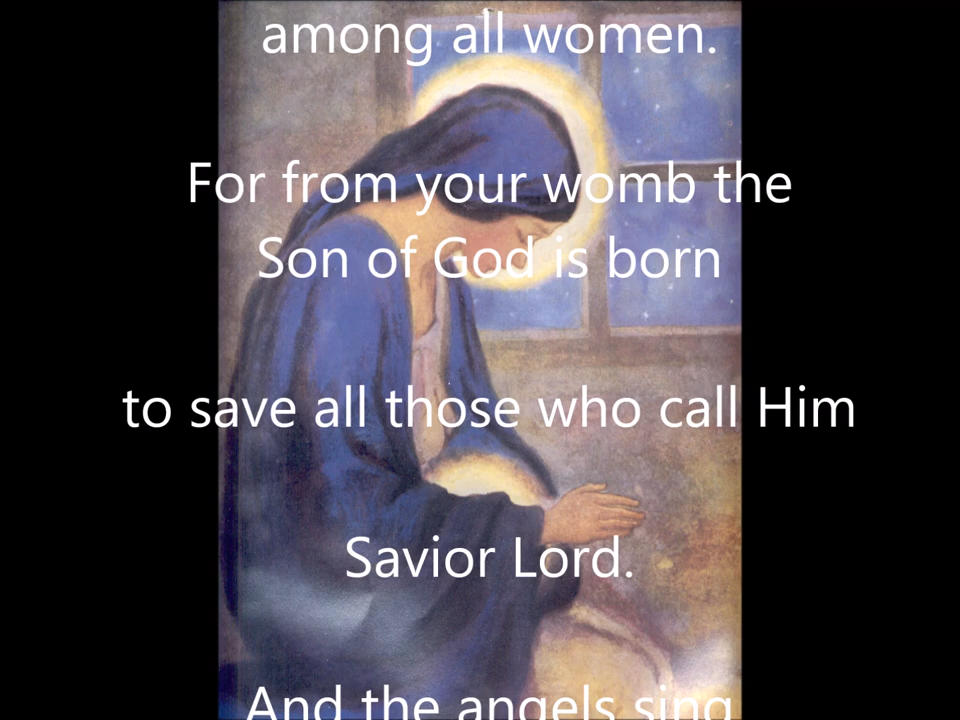 among all women.
For from your womb the
Son of God is born
to save all those who call Him
Savior Lord.
And the angels sing